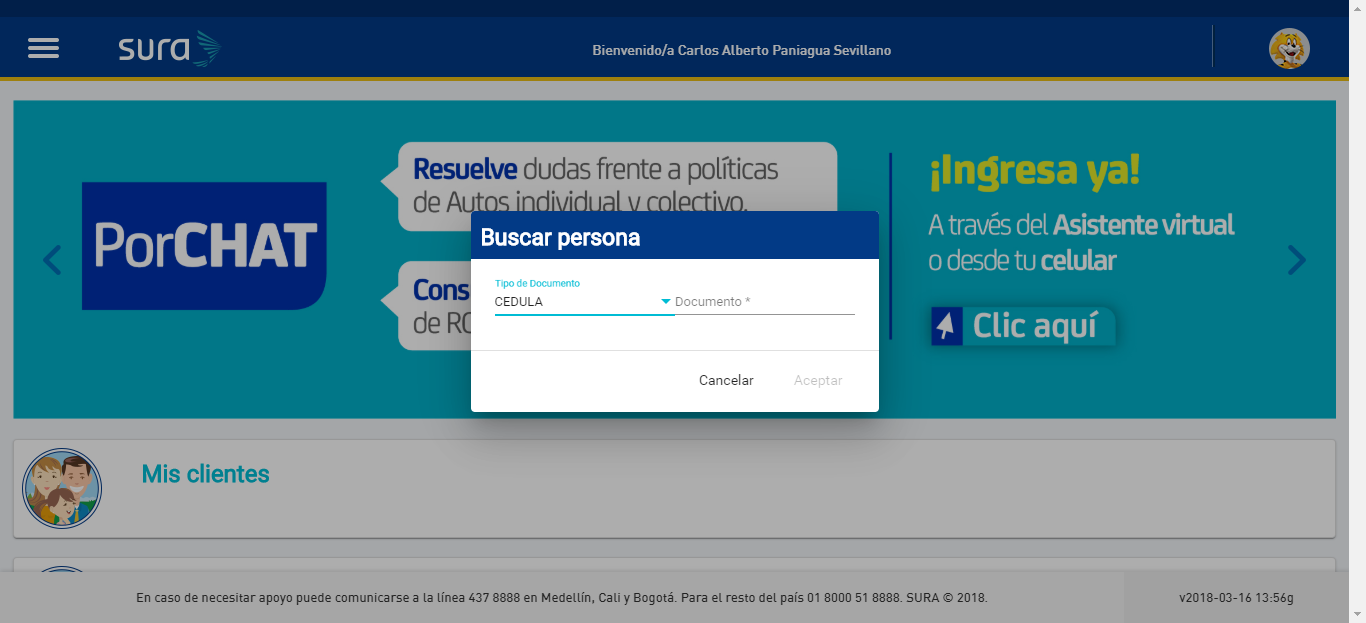 sura
Bienvenido/a Carlos Alberto Paniagua Sevillano
PorCHAT
Resuelve dudas frente a políticas
de Autos individual y colectivo.
Cons
de RC
¡Ingresa ya!
A través del Asistente virtual
o desde tu celular
Clic aquí
Buscar persona
Tipo de Documento
CEDULA
Documento *
Cancelar
Aceptar
Mis clientes
En caso de necesitar apoyo puede comunicarse a la línea 437 8888 en Medellín, Cali y Bogotá. Para el resto del país 01 8000 51 8888. SURA © 2018.
v2018-03-16 13:56g